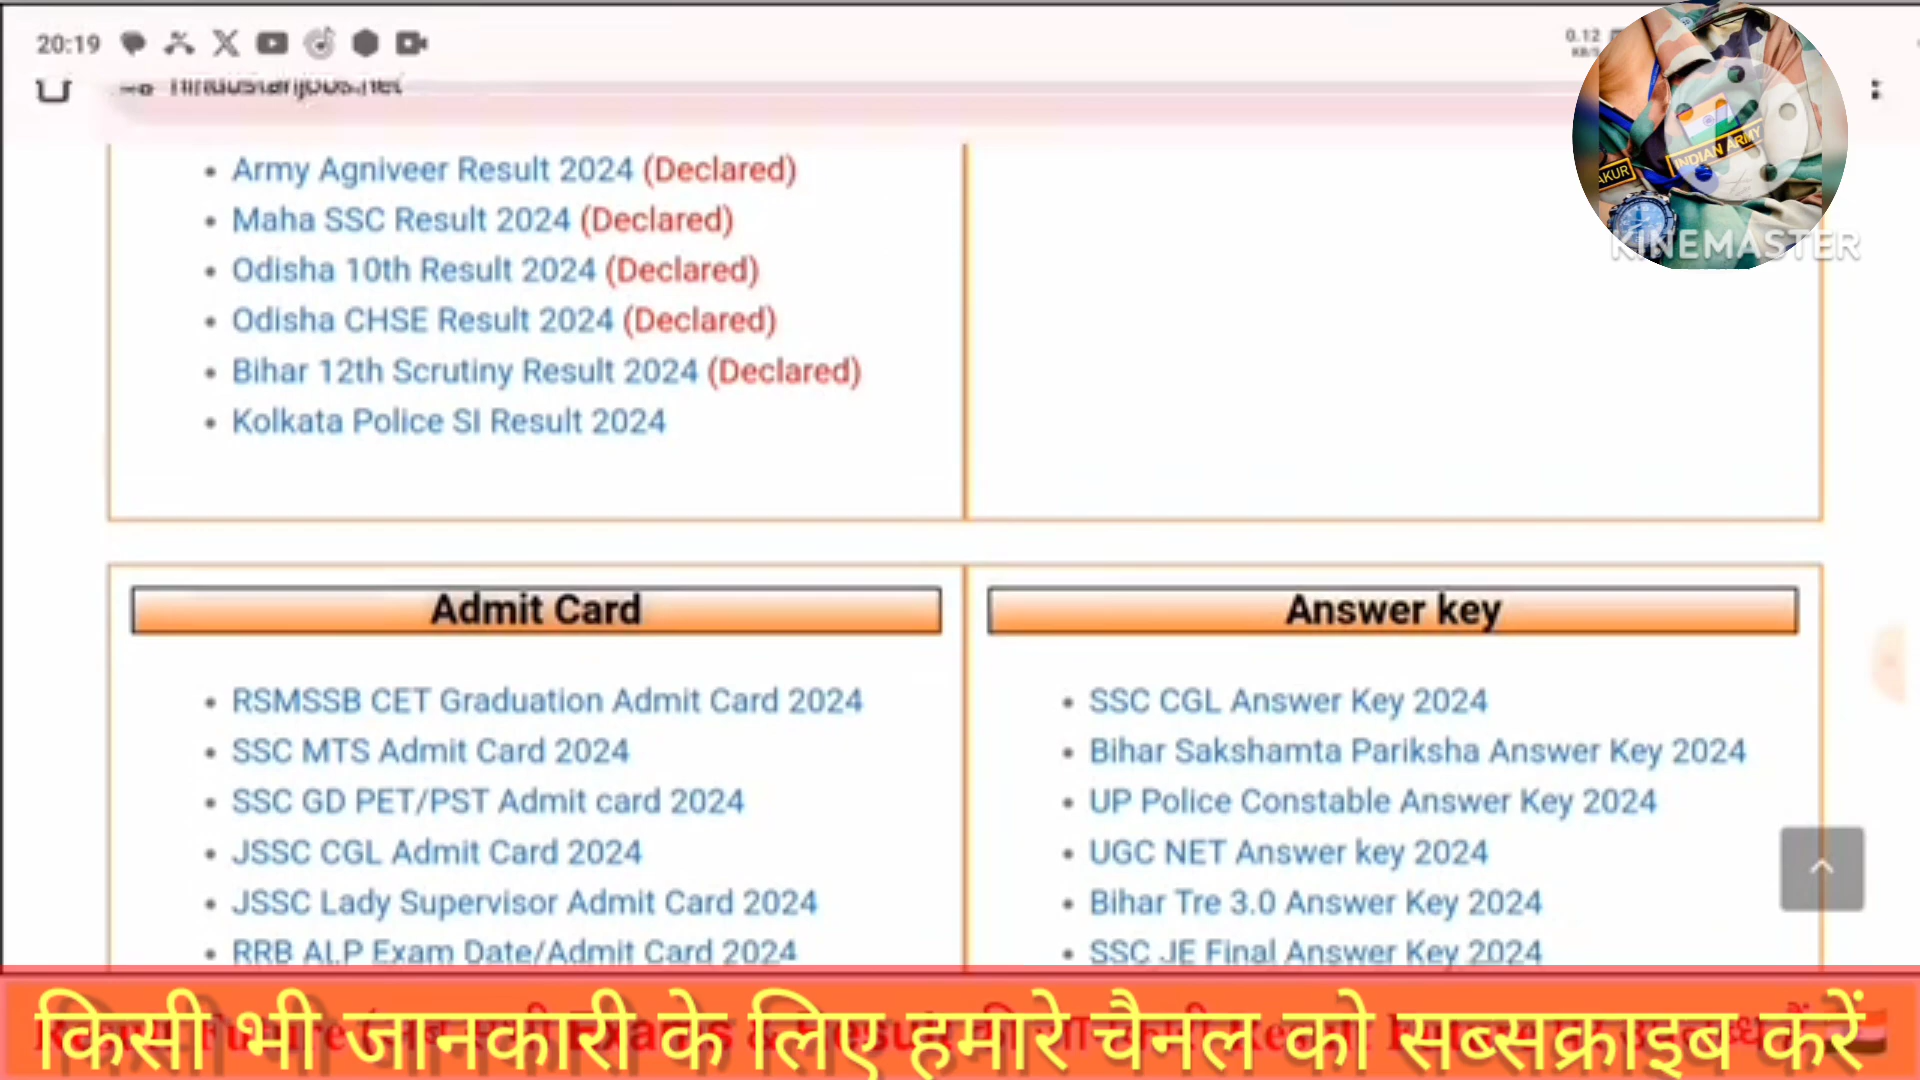 20:19
0.12
KB/S
hindustanijobs.net
INDIAN ARMY
AKUR
KINEMASTER
• Army Agniveer Result 2024 (Declared)
• Maha SSC Result 2024 (Declared)
• Odisha 10th Result 2024 (Declared)
• Odisha CHSE Result 2024 (Declared)
• Bihar 12th Scrutiny Result 2024 (Declared)
• Kolkata Police SI Result 2024
Admit Card
• RSMSSB CET Graduation Admit Card 2024
• SSC MTS Admit Card 2024
• SSC GD PET/PST Admit card 2024
• JSSC CGL Admit Card 2024
• JSSC Lady Supervisor Admit Card 2024
• RRB ALP Exam Date/Admit Card 2024
Answer key
• SSC CGL Answer Key 2024
• Bihar Sakshamta Pariksha Answer Key 2024
• UP Police Constable Answer Key 2024
• UGC NET Answer key 2024
• Bihar Tre 3.0 Answer Key 2024
• SSC JE Final Answer Key 2024
किसी भी जानकारी के लिए हमारे चैनल को सब्सक्राइब करें